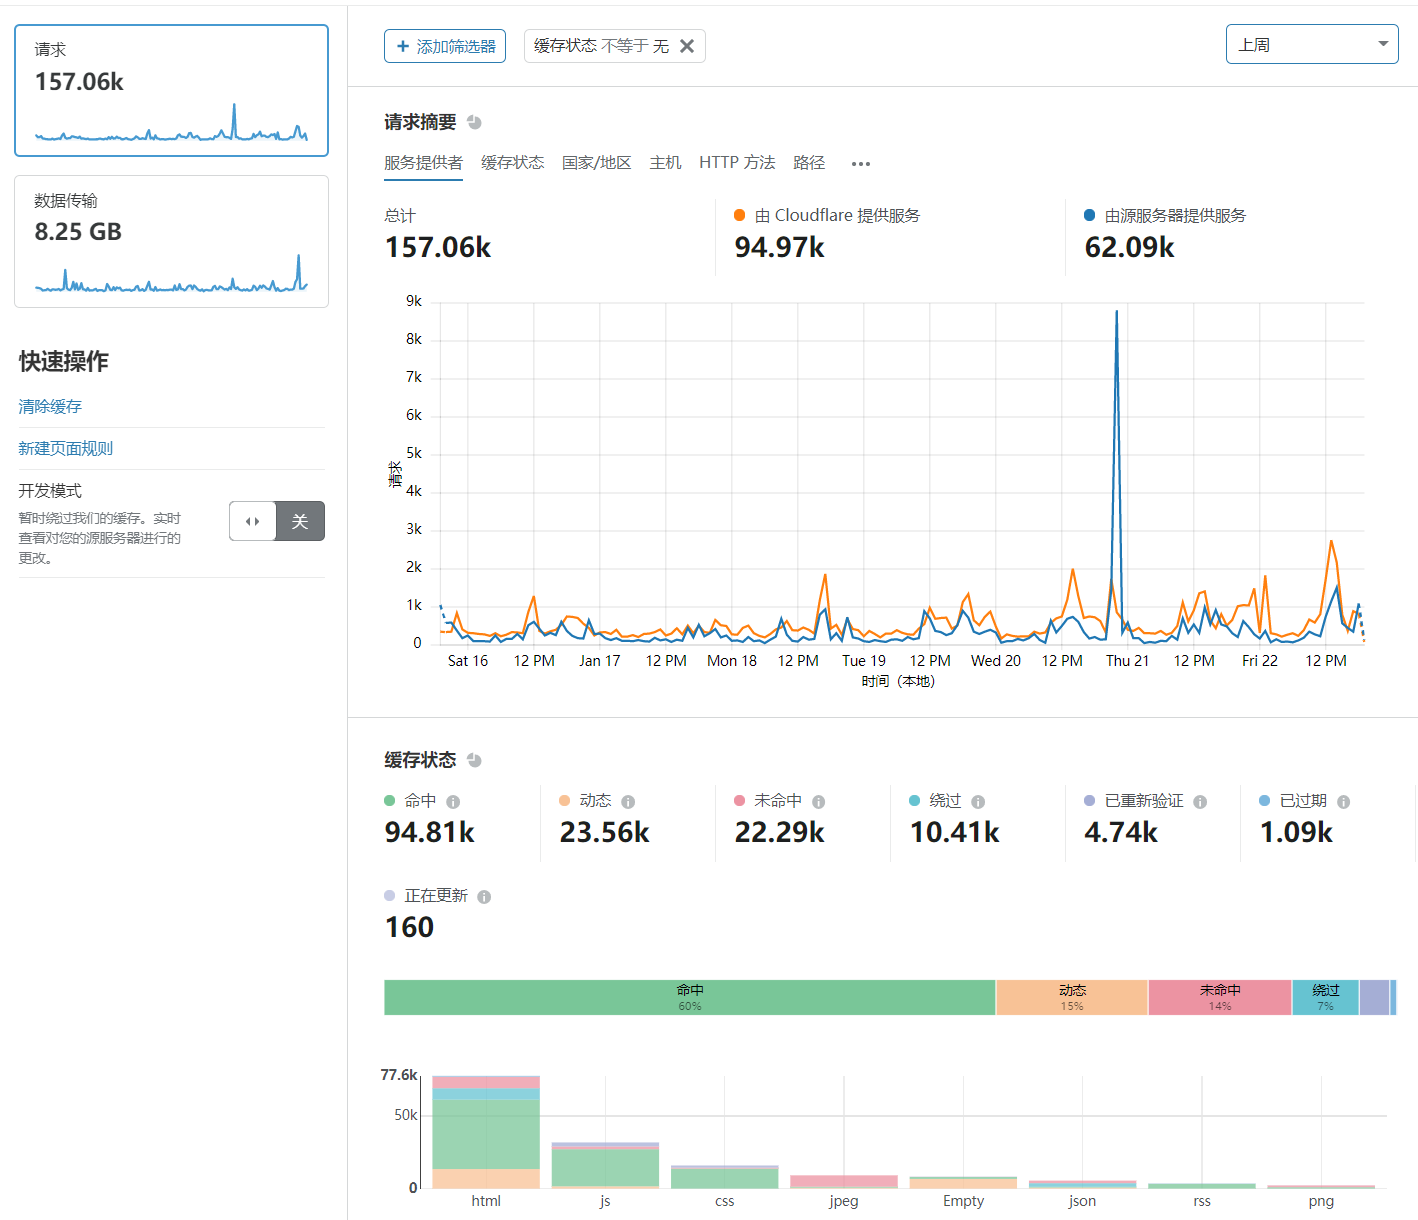 请求
157.06k
数据传输
8.25 GB
快速操作
清除缓存
新建页面规则
开发模式
暂时绕过我们的缓存。实时
查看对您的源服务器进行的
更改。
关
+ 添加筛选器
缓存状态 不等于 无
上周
请求摘要
服务提供者 缓存状态 国家/地区 主机 HTTP 方法 路径
总计
157.06k
由 Cloudflare 提供服务
94.97k
由源服务器提供服务
62.09k
9k
8k
7k
6k
5k
4k
3k
2k
1k
0
请求
Sat 16 12 PM Jan 17 12 PM Mon 18 12 PM Tue 19 12 PM Wed 20 12 PM Thu 21 12 PM Fri 22 12 PM
时间（本地）
缓存状态
命中
94.81k
动态
23.56k
未命中
22.29k
绕过
10.41k
已重新验证
4.74k
已过期
1.09k
正在更新
160
命中
60%
动态
15%
未命中
14%
绕过
7%
77.6k
50k
0
html js css jpeg Empty json rss png